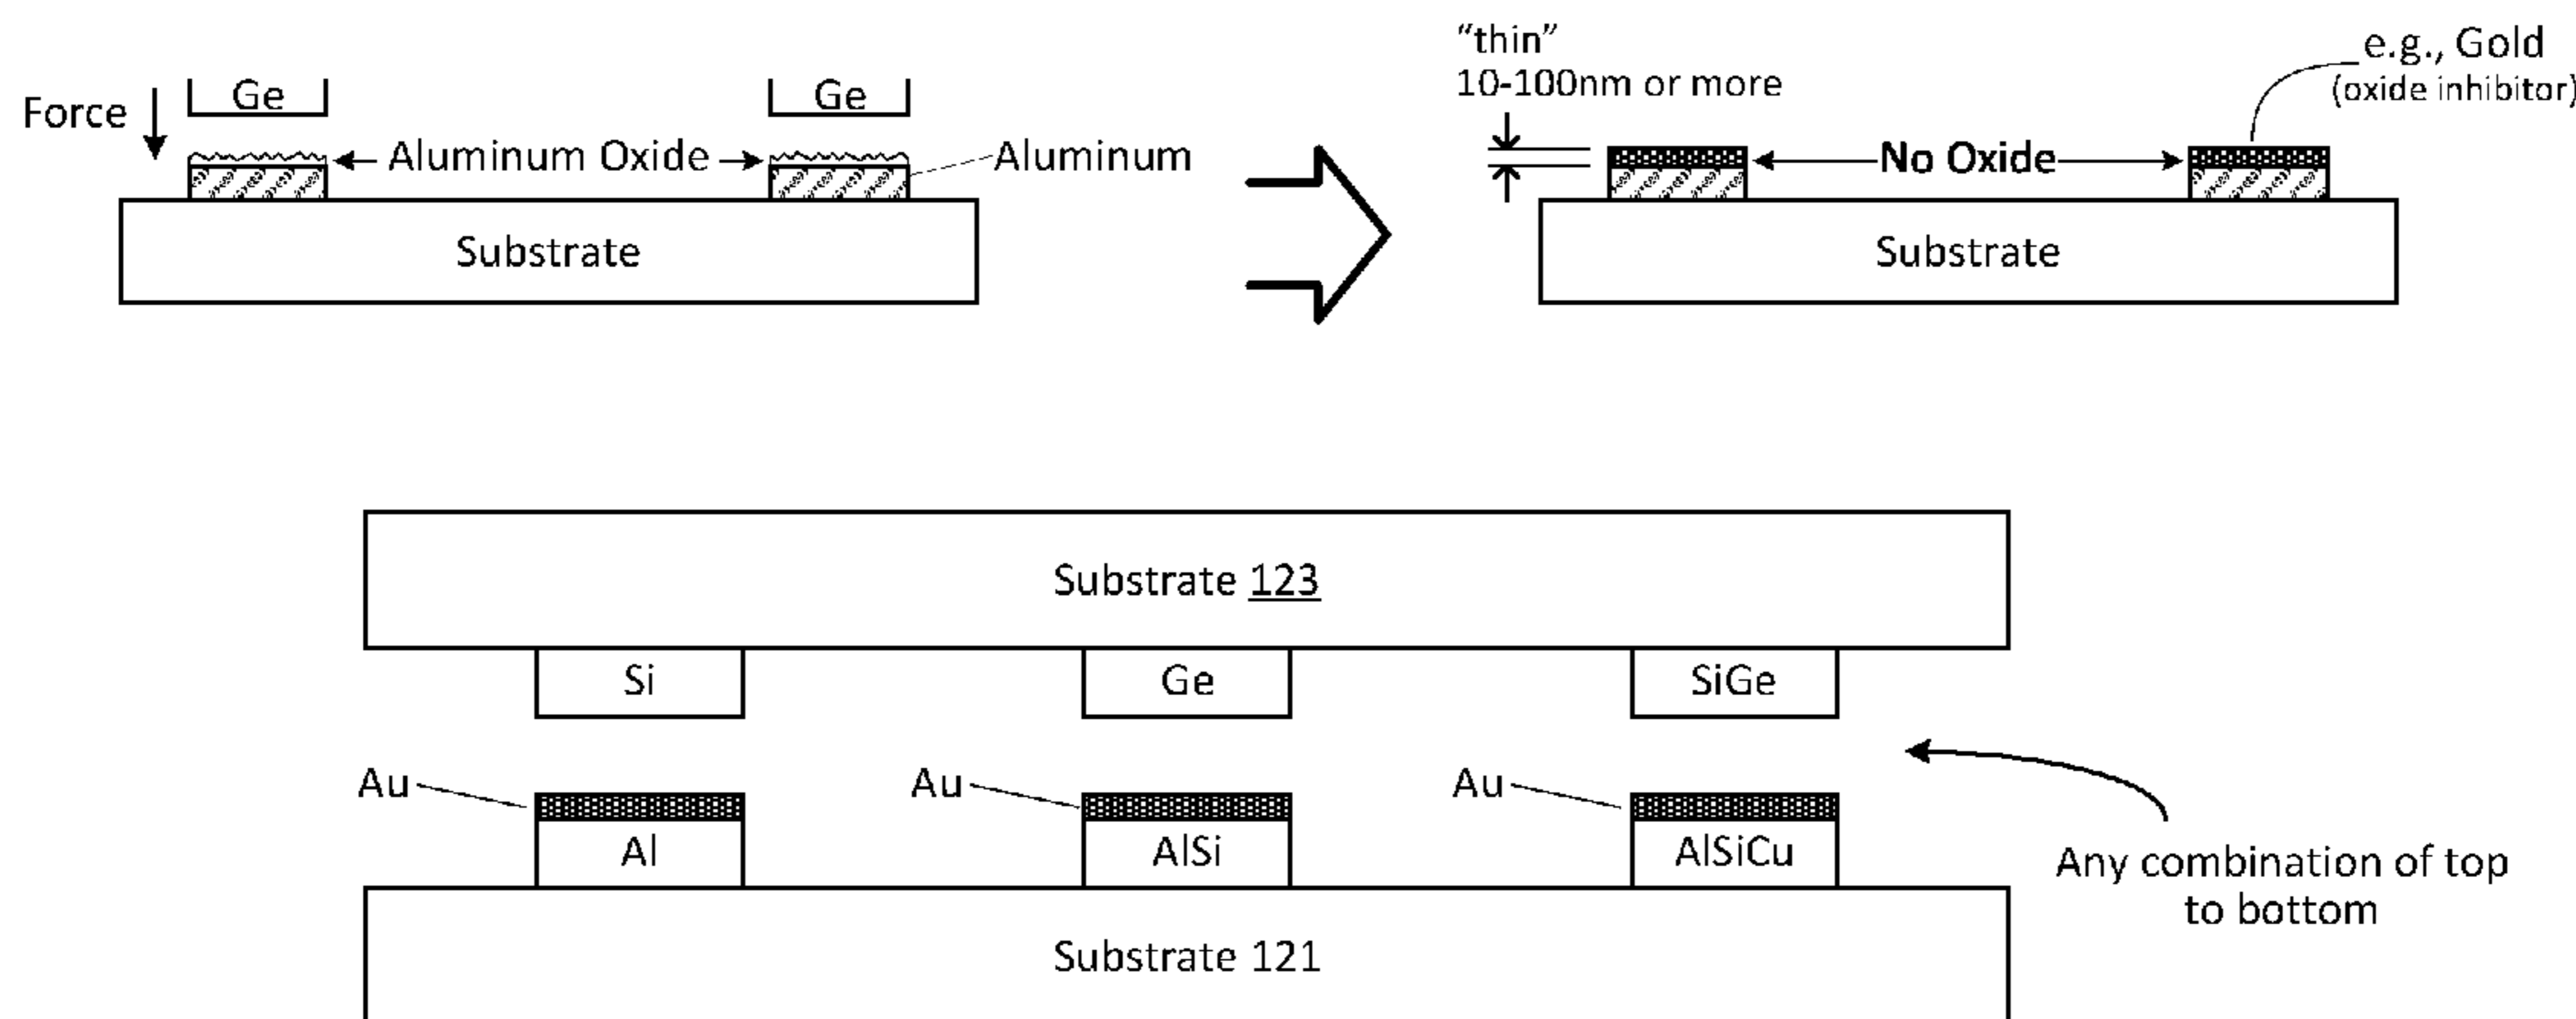 Force
Ge
Ge
Aluminum Oxide
Aluminum
Substrate
“thin”
10-100nm or more
e.g., Gold
(oxide inhibitor)
No Oxide
Substrate
Substrate 123
Si
Ge
SiGe
Au
Au
Au
Al
AlSi
AlSiCu
Any combination of top
to bottom
Substrate 121